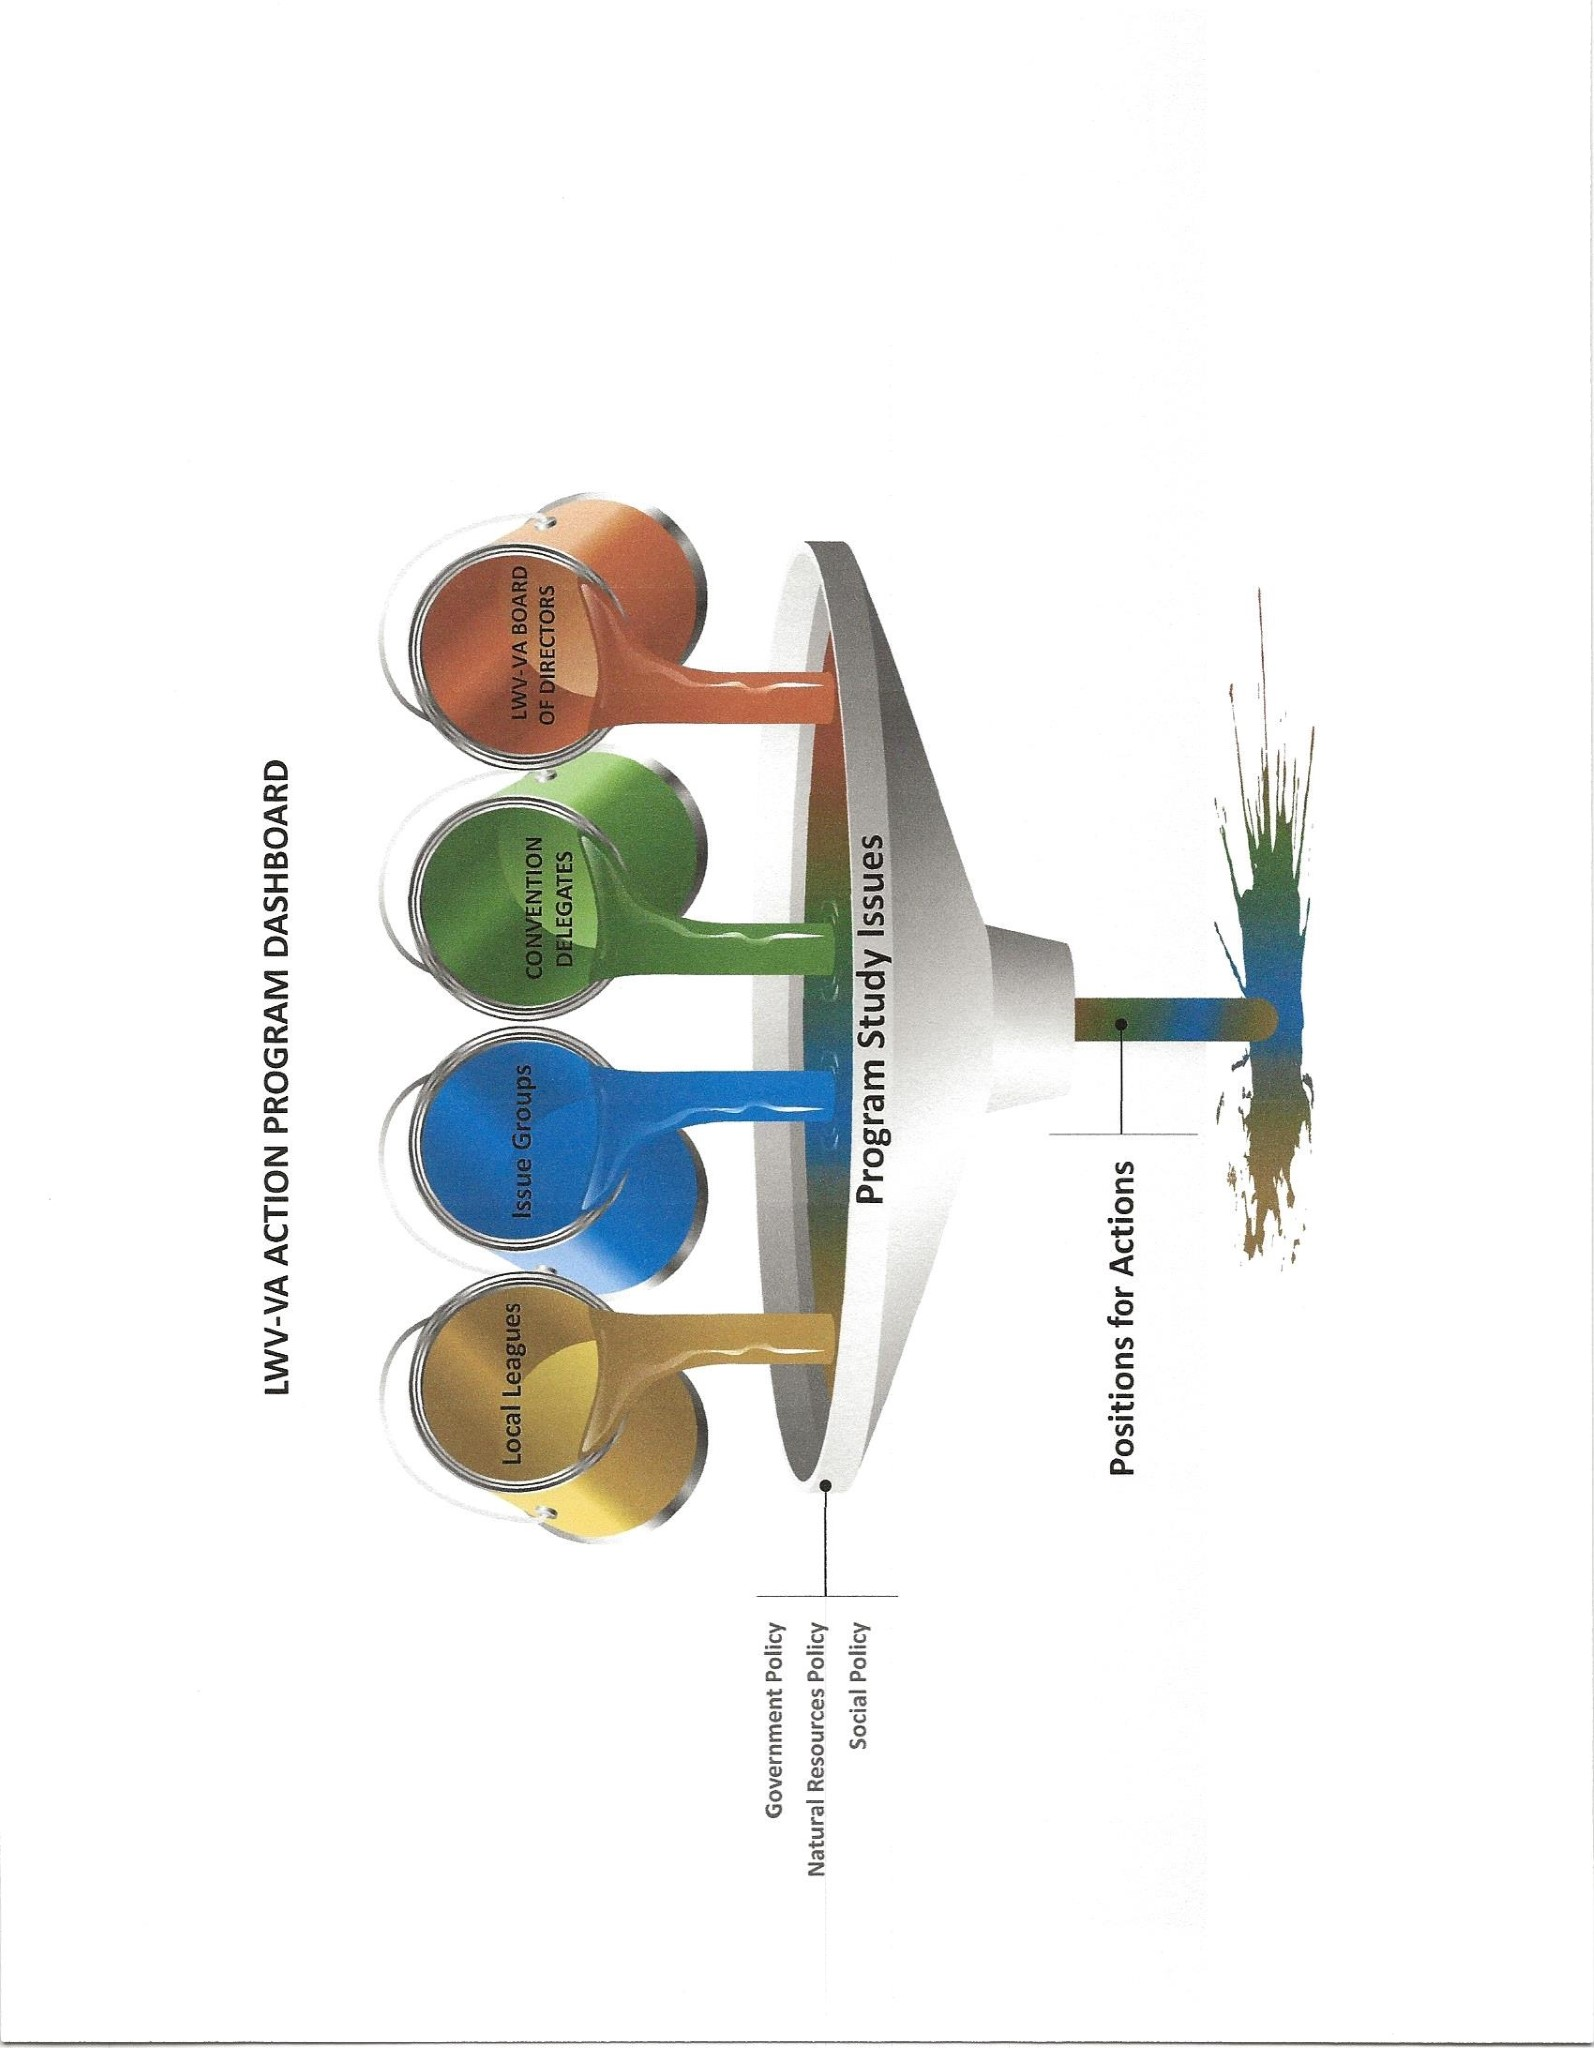 LWV-VA ACTION PROGRAM DASHBOARD
Local Leagues
Issue Groups
CONVENTION
DELEGATES
LWV-VA BOARD
OF DIRECTORS
Government Policy
Natural Resources Policy
Social Policy
Program Study Issues
Positions for Actions